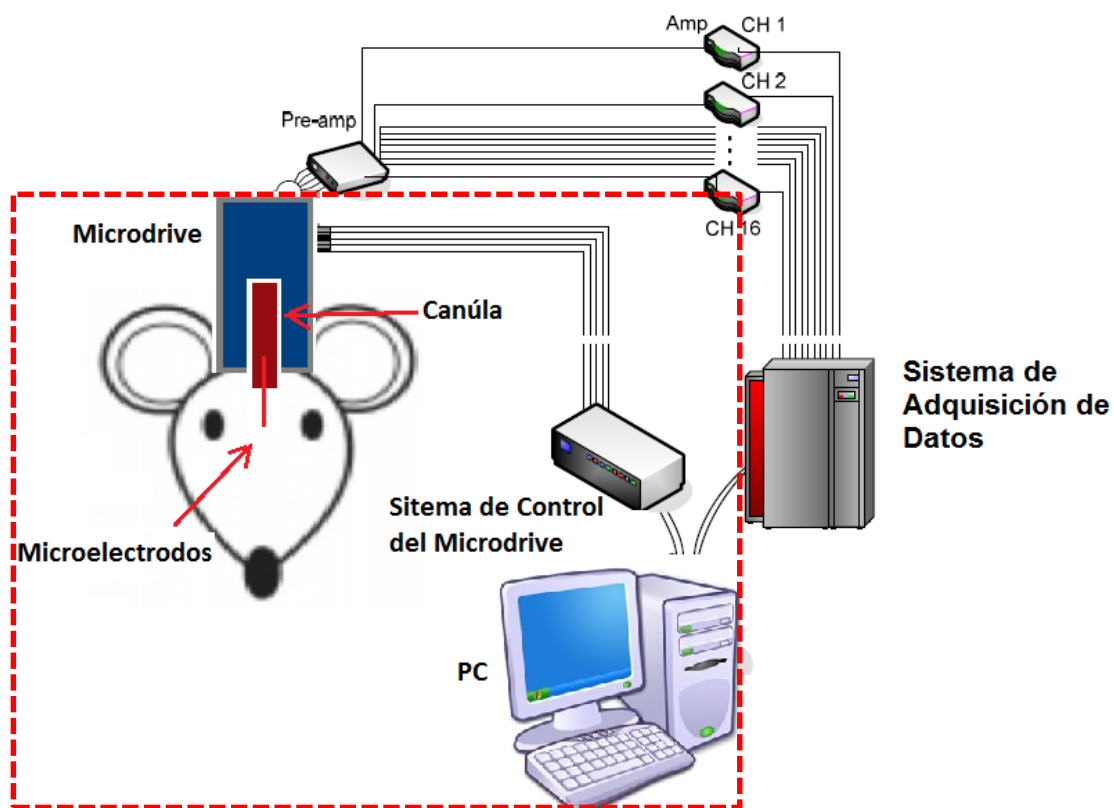 Amp
CH 1
CH 2
Pre-amp
CH 16
Microdrive
Canúla
Sistema de
Adquisición de
Datos
Sitema de Control
del Microdrive
Microelectrodos
PC